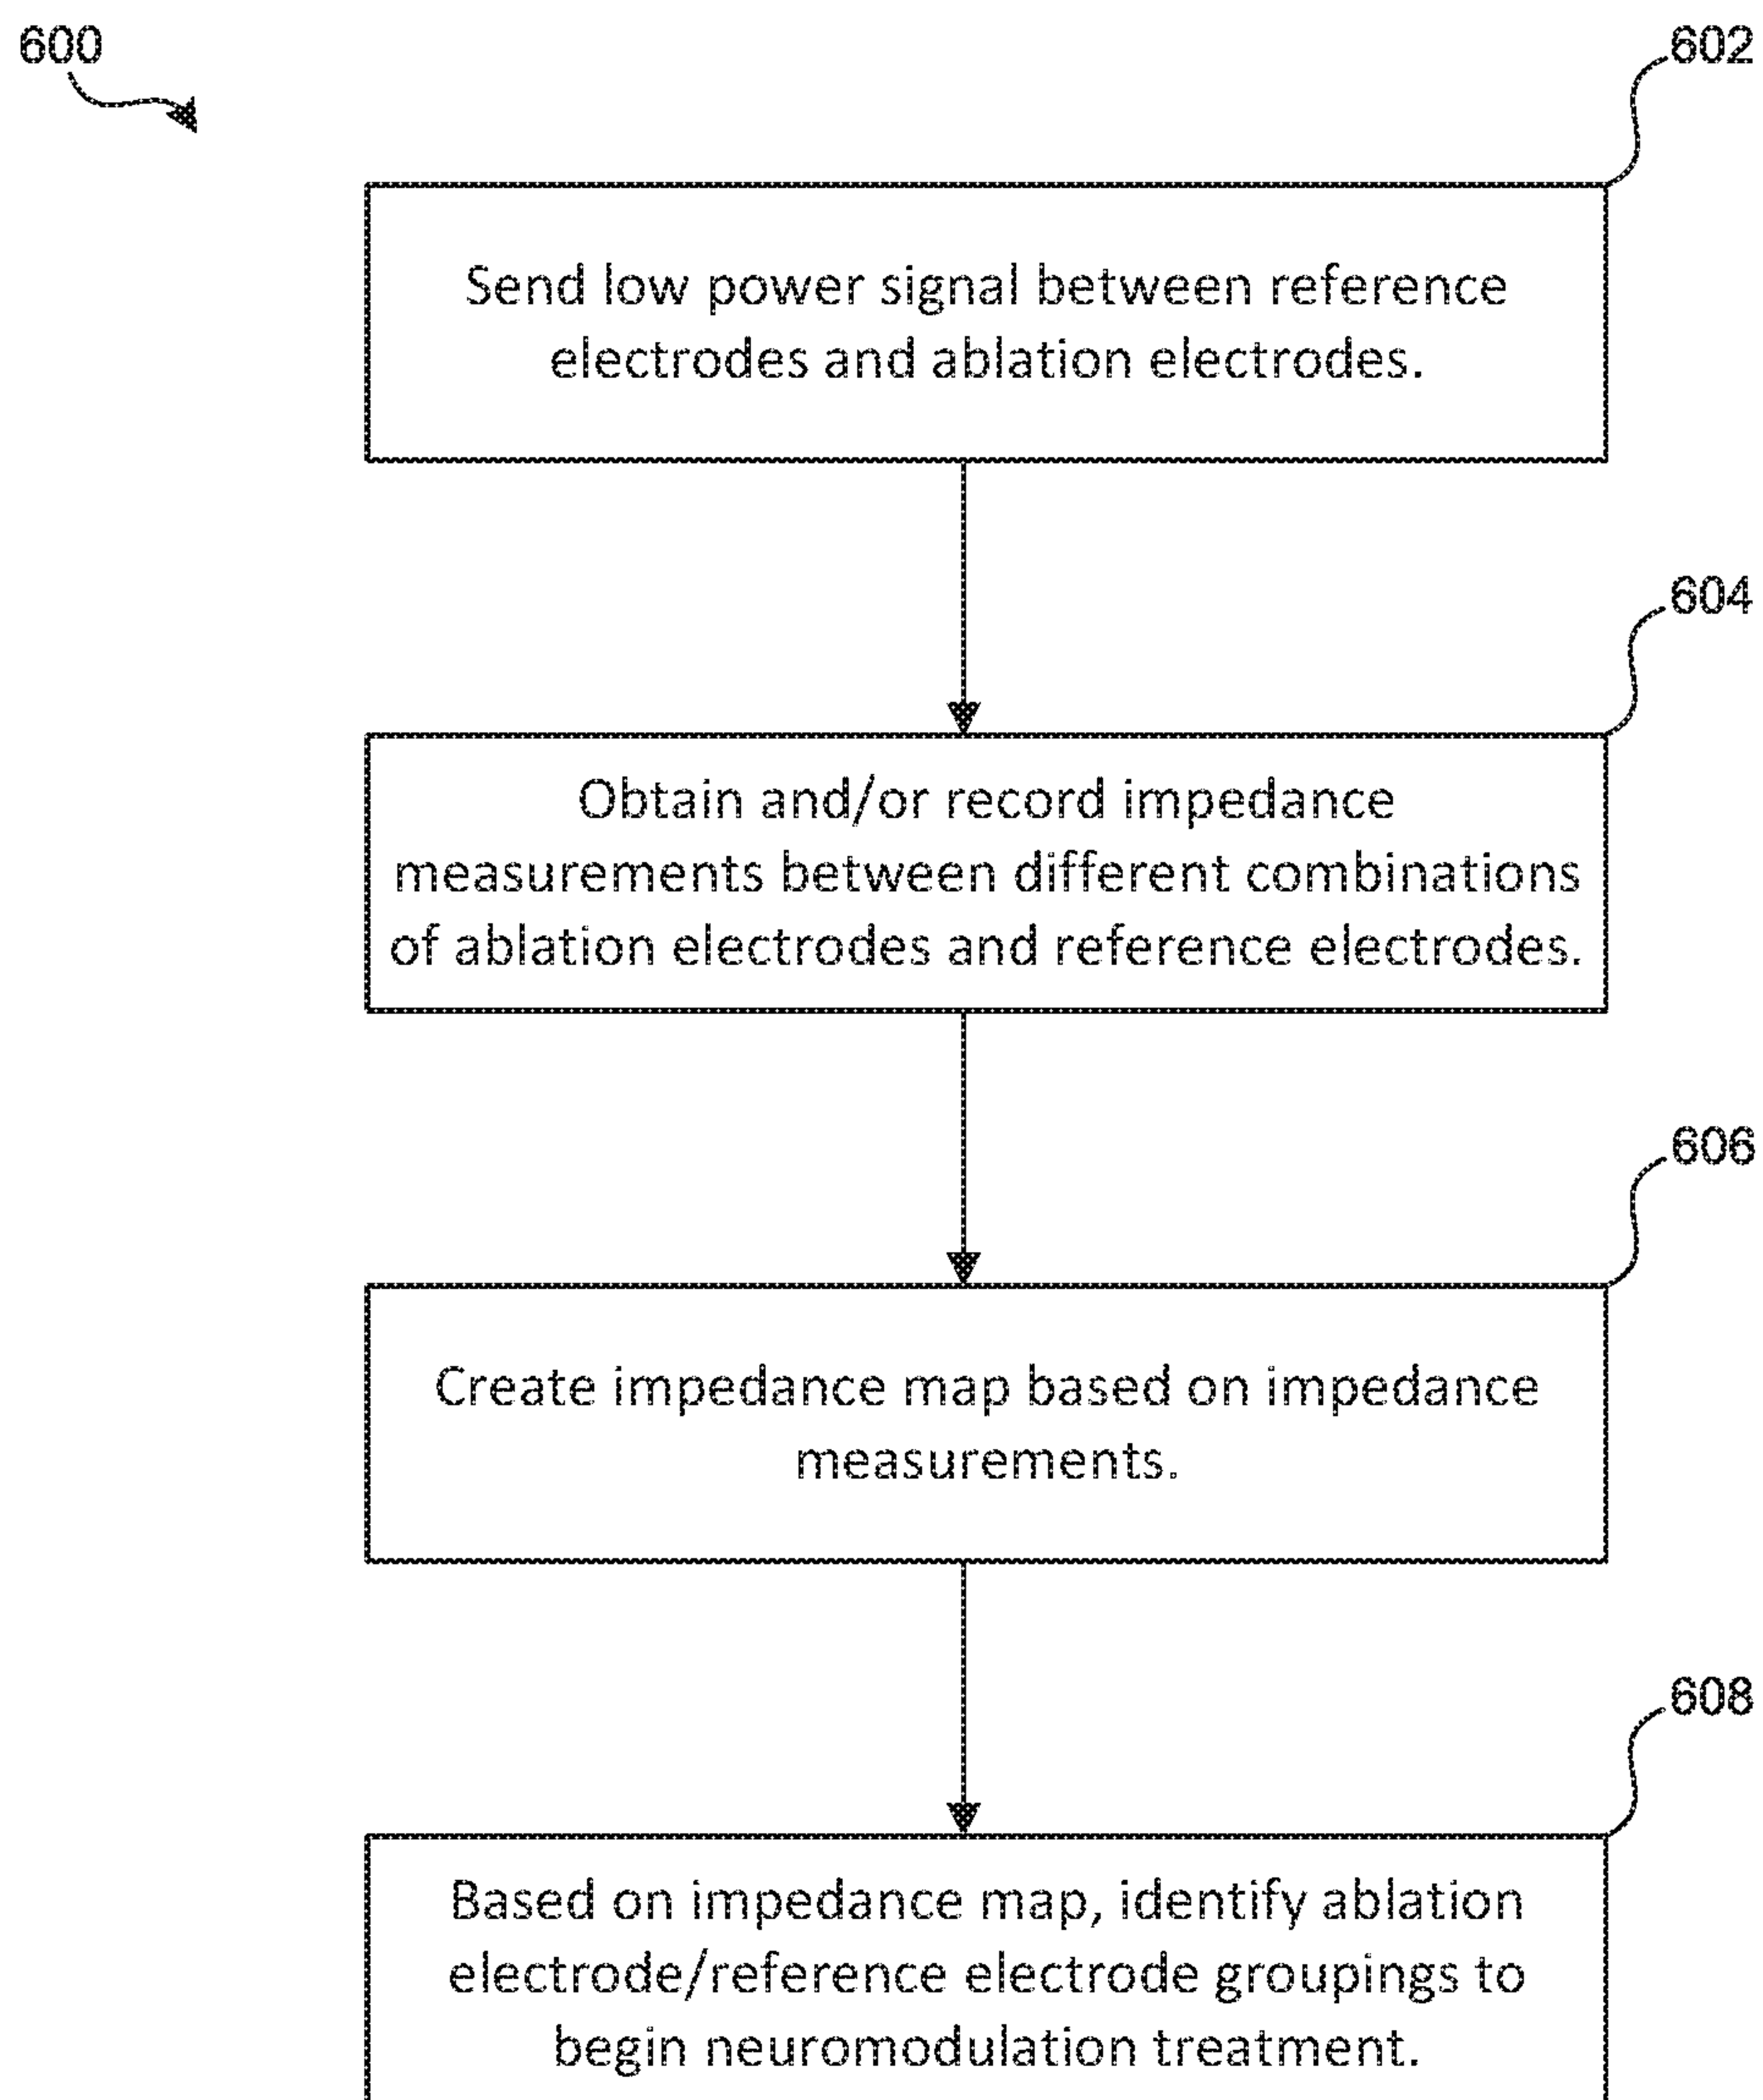 600
602
Send low power signal between reference
electrodes and ablation electrodes.
604
Obtain and/or record impedance
measurements between different combinations
of ablation electrodes and reference electrodes.
606
Create impedance map based on impedance
measurements.
608
Based on impedance map, identify ablation
electrode/reference electrode groupings to
begin neuromodulation treatment.